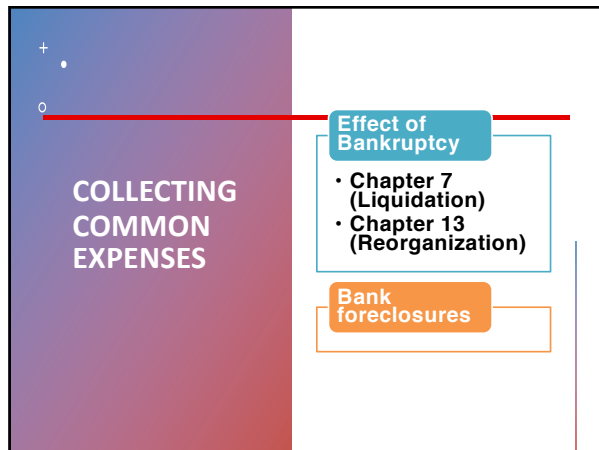 COLLECTING
COMMON
EXPENSES
Effect of
Bankruptcy
• Chapter 7
(Liquidation)
• Chapter 13
(Reorganization)
Bank
foreclosures